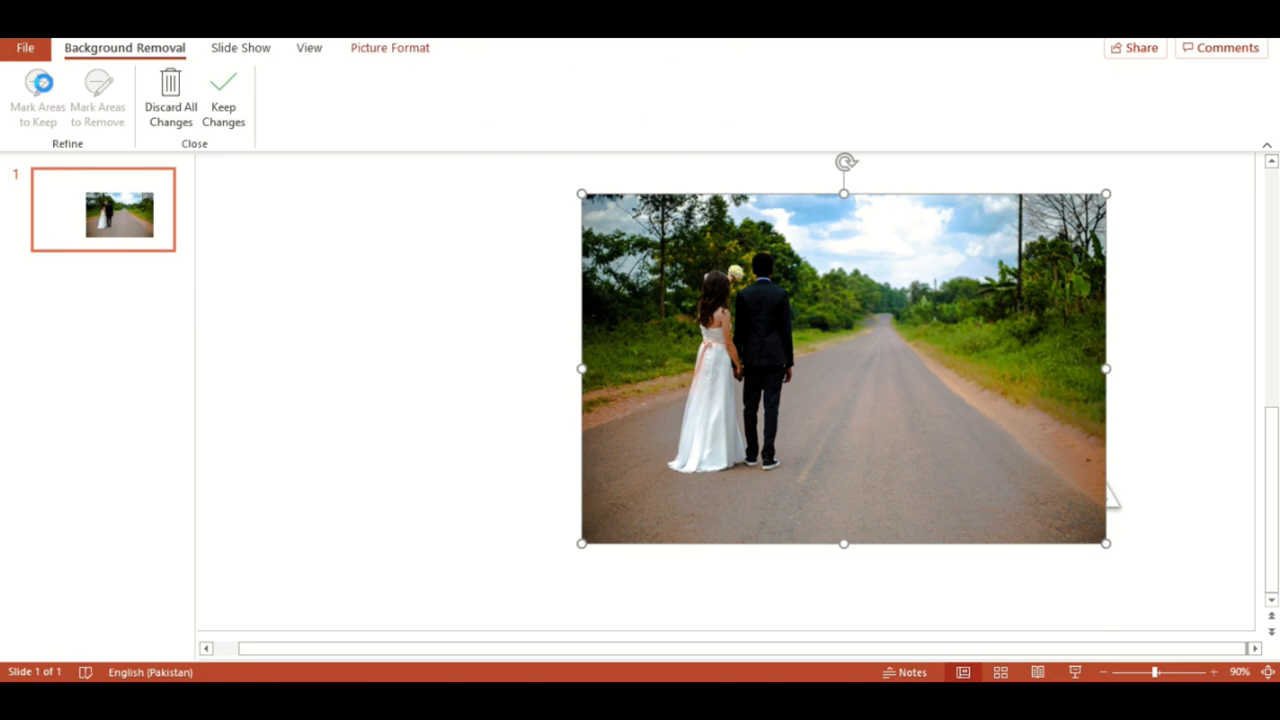 File Background Removal Slide Show View Picture Format Share Comments
Mark Areas to Keep
Mark Areas to Remove
Discard All Changes
Keep Changes
Refine Close
1
Slide 1 of 1 English (Pakistan) Notes 90%